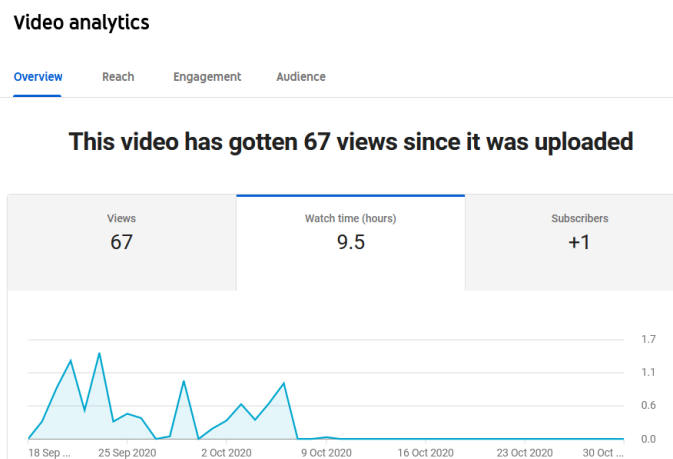 Video analytics
Overview Reach Engagement Audience
This video has gotten 67 views since it was uploaded
Views Watch time (hours) Subscribers
67 9.5 +1
1.7
1.1
0.6
0.0
18 Sep ... 25 Sep 2020 2 Oct 2020 9 Oct 2020 16 Oct 2020 23 Oct 2020 30 Oct ...